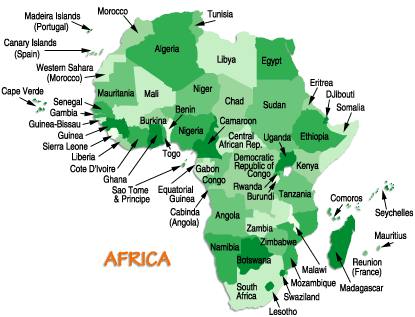 Madeira Islands
(Portugal)
Morocco
Tunisia
Canary Islands
(Spain)
Algeria
Libya
Egypt
Western Sahara
(Morocco)
Cape Verde
Mauritania
Mali
Niger
Chad
Sudan
Eritrea
DJibouti
Somalia
Senegal
Gambia
Guinea-Bissau
Guinea
Sierra Leone
Liberia
Cote D'Ivoire
Ghana
Burkina
Benin
Togo
Nigeria
Camaroon
Central
African Rep.
Uganda
Ethiopia
Sao Tome
& Principe
Equatorial
Guinea
Gabon
Congo
Democratic
Republic of
Congo
Rwanda
Burundi
Kenya
Tanzania
Cabinda
(Angola)
Angola
Zambia
Comoros
Seychelles
Mauritius
Reunion
(France)
Madagascar
Malawi
Mozambique
Zimbabwe
Namibia
Botswana
Swaziland
South
Africa
Lesotho
AFRICA